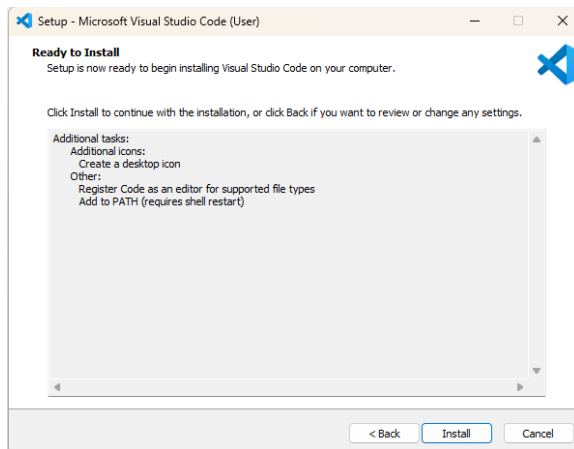 Setup - Microsoft Visual Studio Code (User)
Ready to Install
Setup is now ready to begin installing Visual Studio Code on your computer.
Click Install to continue with the installation, or click Back if you want to review or change any settings.
Additional tasks:
Additional icons:
Create a desktop icon
Other:
Register Code as an editor for supported file types
Add to PATH (requires shell restart)
< Back
Install
Cancel